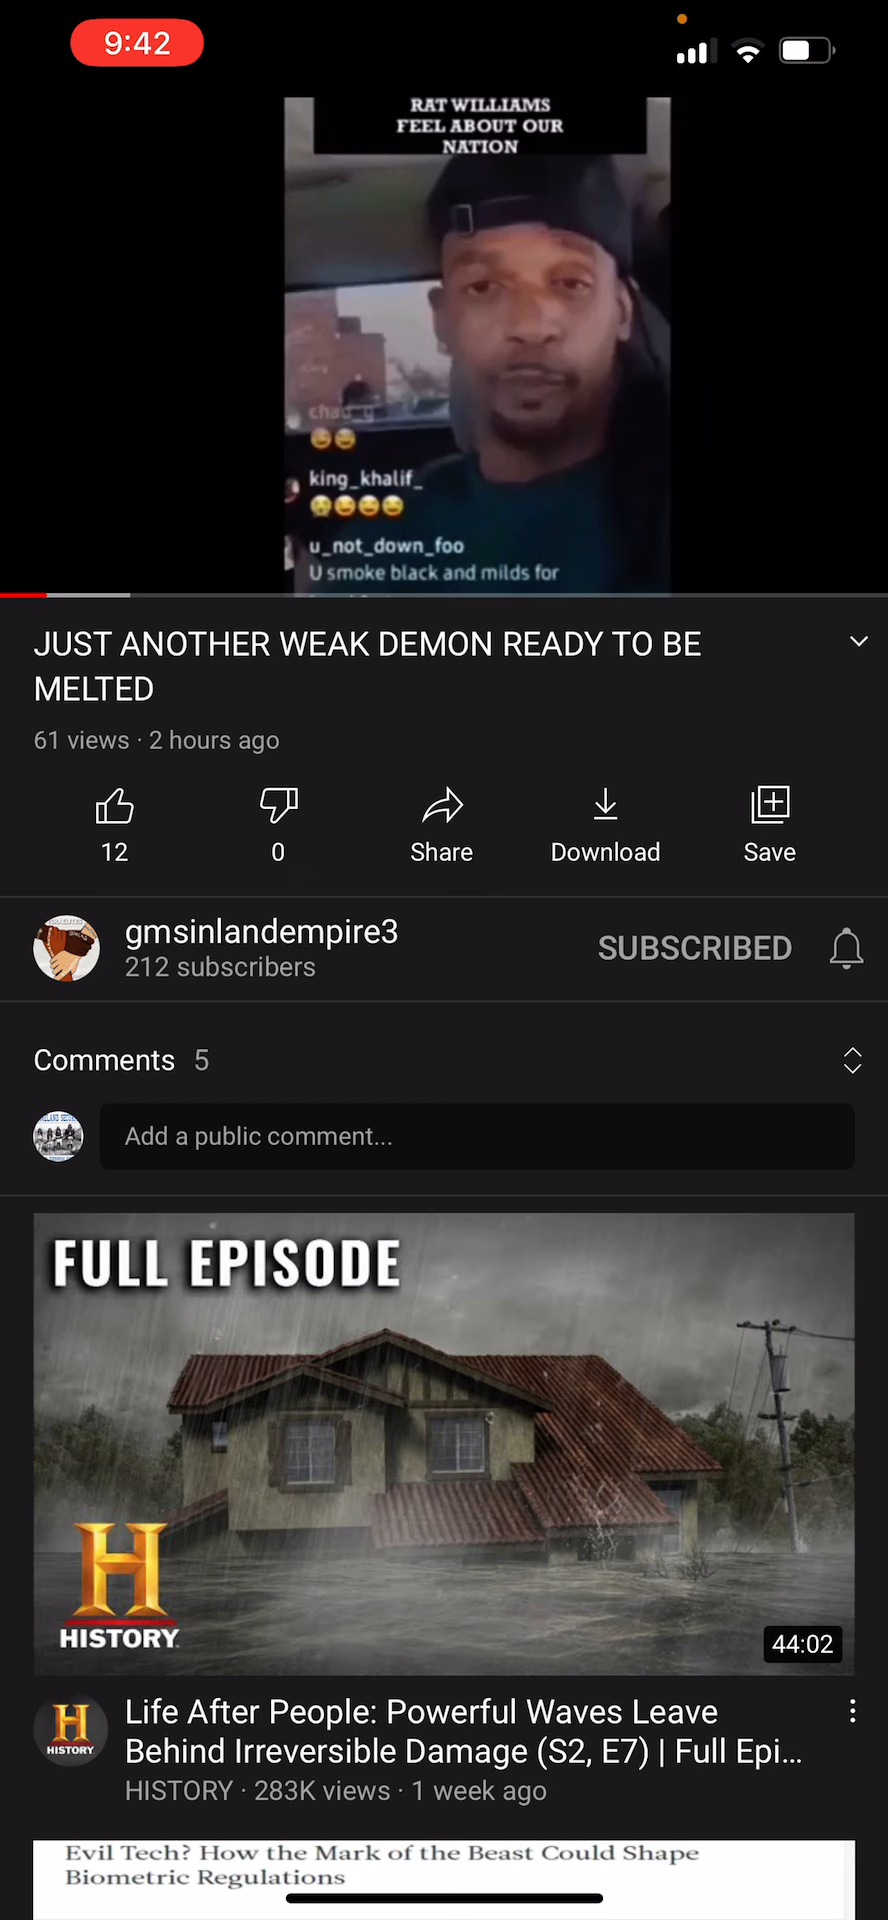 9:42
RAT WILLIAMS
FEEL ABOUT OUR
NATION
chad_g
king_khalif_
u_not_down_foo
U smoke black and milds for
JUST ANOTHER WEAK DEMON READY TO BE
MELTED
61 views · 2 hours ago
12
0
Share
Download
Save
gmsinlandempire3
212 subscribers
SUBSCRIBED
Comments 5
Add a public comment...
FULL EPISODE
H
HISTORY
44:02
H
HISTORY
Life After People: Powerful Waves Leave
Behind Irreversible Damage (S2, E7) | Full Epi...
HISTORY · 283K views · 1 week ago
Evil Tech? How the Mark of the Beast Could Shape
Biometric Regulations